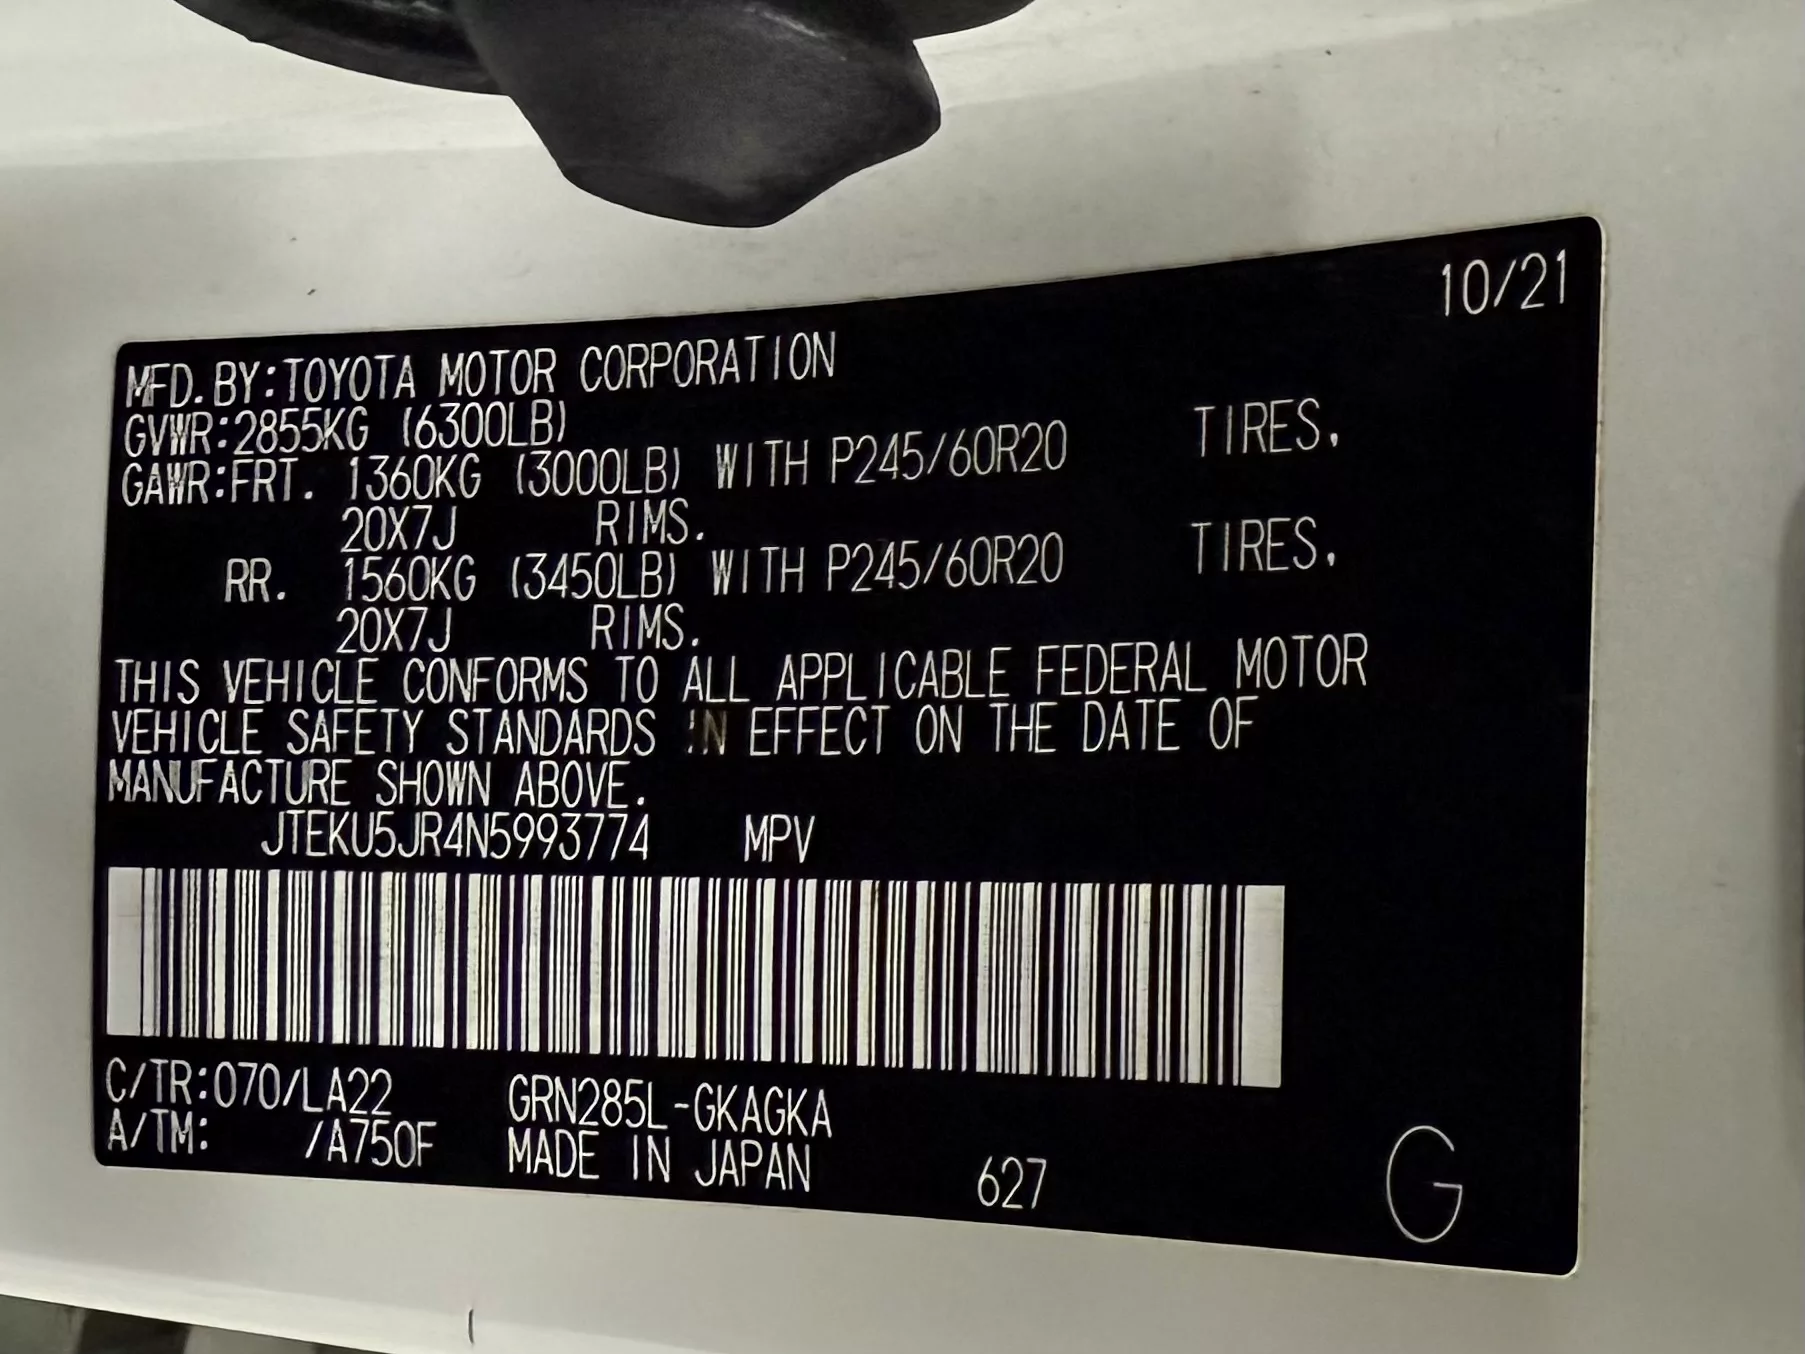 10/21
MFD.BY:TOYOTA MOTOR CORPORATION
GVWR:2855KG (6300LB)
GAWR:FRT. 1360KG (3000LB) WITH P245/60R20 TIRES,
20X7J RIMS.
RR. 1560KG (3450LB) WITH P245/60R20 TIRES,
20X7J RIMS.
THIS VEHICLE CONFORMS TO ALL APPLICABLE FEDERAL MOTOR
VEHICLE SAFETY STANDARDS IN EFFECT ON THE DATE OF
MANUFACTURE SHOWN ABOVE.
JTEKU5JR4N5993774 MPV
C/TR:070/LA22 GRN285L-GKAGKA
A/TM: /A750F MADE IN JAPAN 627 G